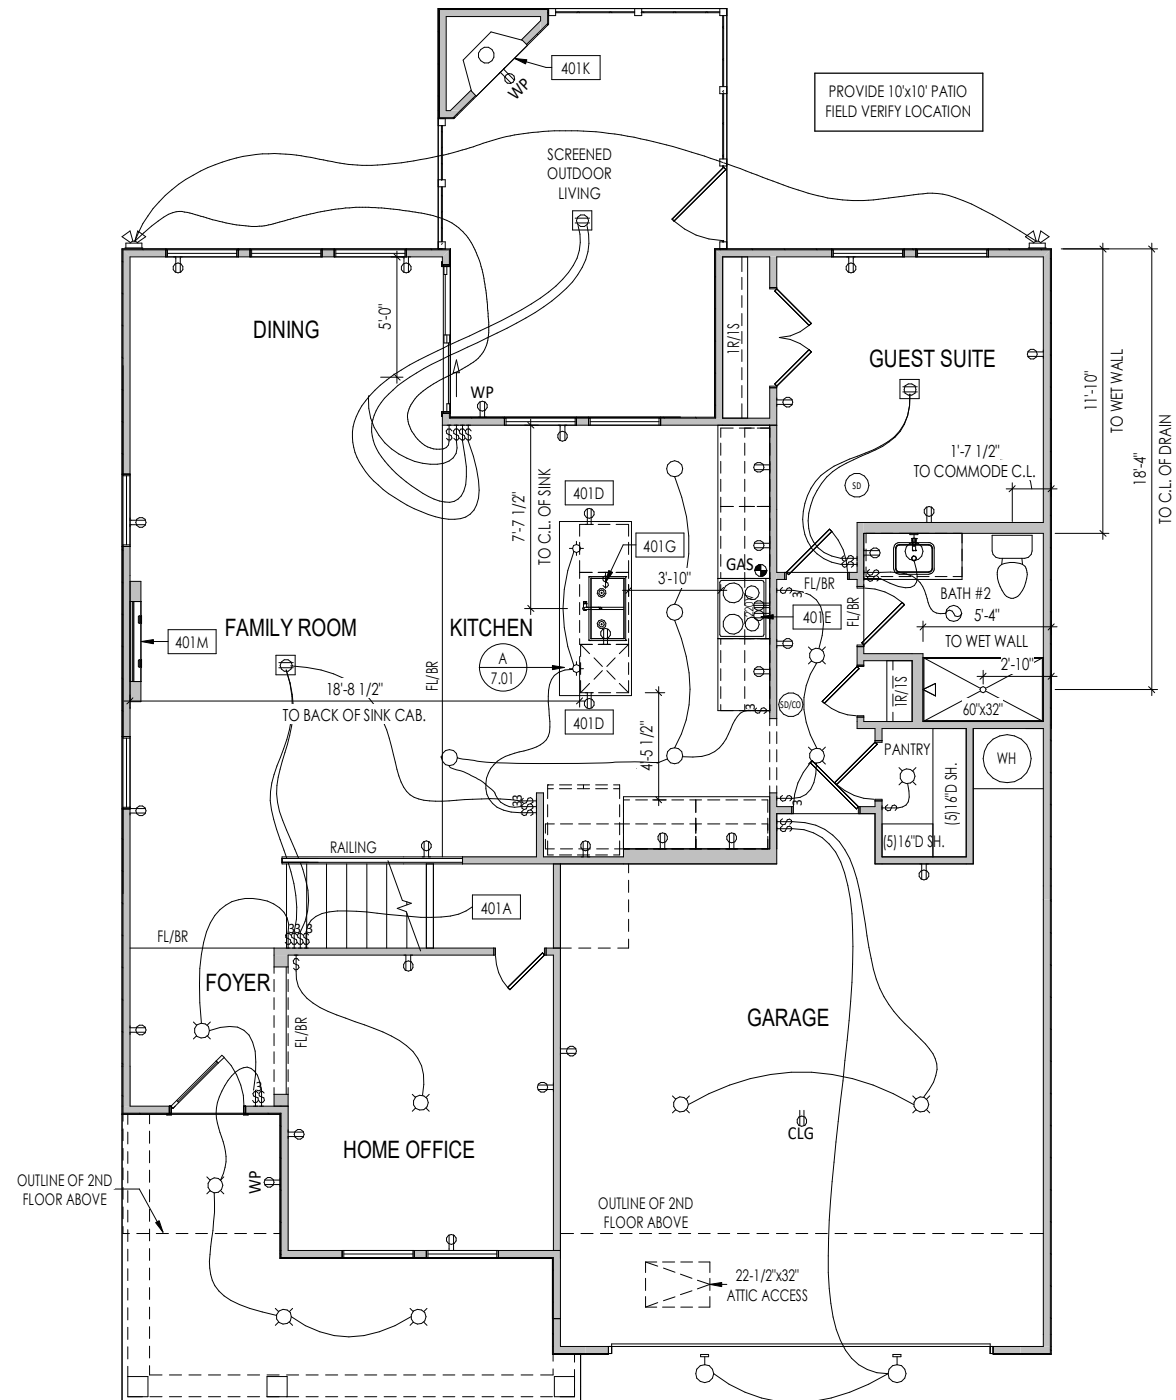 401K
WP
PROVIDE 10'x10' PATIO
FIELD VERIFY LOCATION
SCREENED
OUTDOOR
LIVING
DINING
5'-0"
WP
1R/1S
GUEST SUITE
11'-10"
TO WET WALL
18'-4"
TO C.L. OF DRAIN
1'-7 1/2"
TO COMMODE C.L.
SD
$$$$
7'-7 1/2"
TO C.L. OF SINK
401D
401G
3'-10"
GAS
401E
FL/BR
FL/BR
BATH #2
5'-4"
TO WET WALL
2'-10"
60"x32"
401M
FAMILY ROOM
KITCHEN
FL/BR
A
7.01
18'-8 1/2"
TO BACK OF SINK CAB.
401D
4'-5 1/2"
SD/CO
1R/1S
PANTRY
WH
(5)16"D SH.
(5)16"D SH.
RAILING
401A
FL/BR
FOYER
FL/BR
GARAGE
CLG
HOME OFFICE
WP
OUTLINE OF 2ND
FLOOR ABOVE
OUTLINE OF 2ND
FLOOR ABOVE
22-1/2"x32"
ATTIC ACCESS